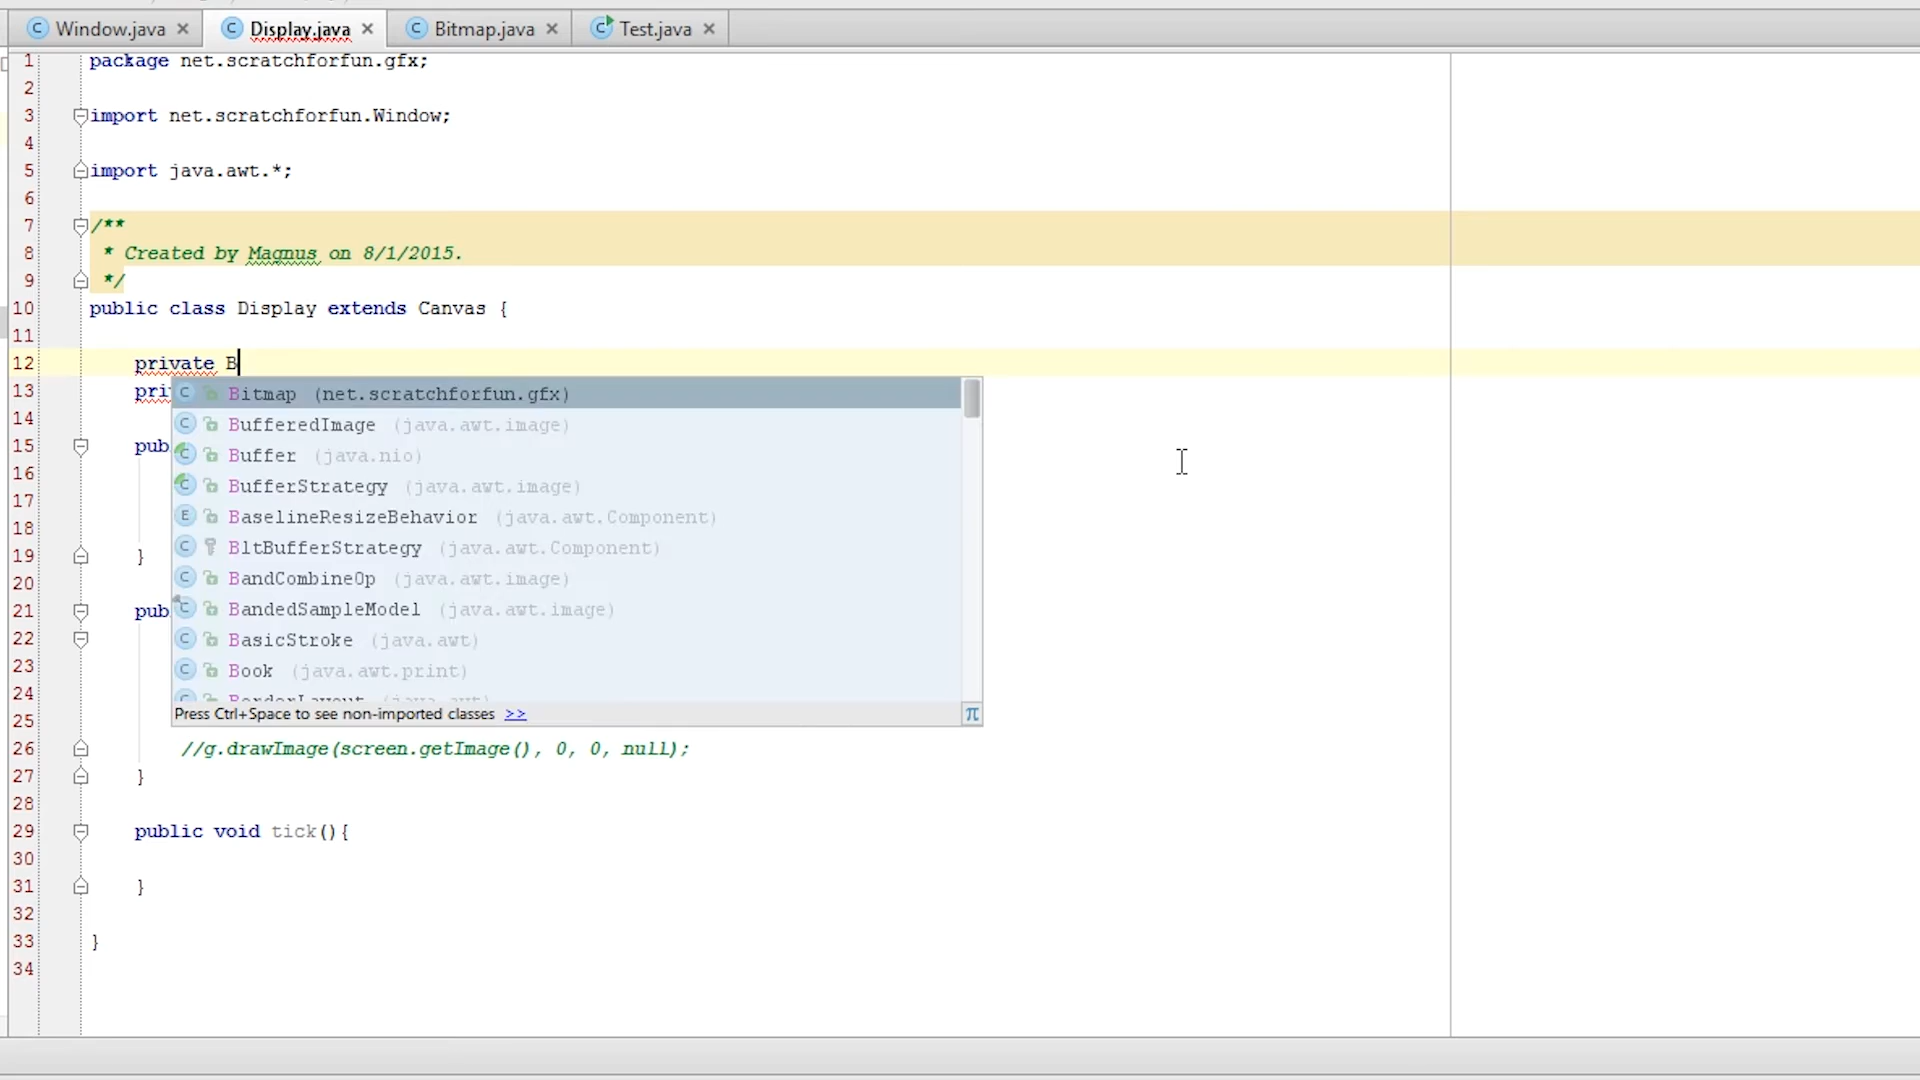 Window.java
Display.java
Bitmap.java
Test.java
1 package net.scratchforfun.gfx;
2
3 import net.scratchforfun.Window;
4
5 import java.awt.*;
6
7 /**
8 * Created by Magnus on 8/1/2015.
9 */
10 public class Display extends Canvas {
11
12 private B
13 pri
Bitmap (net.scratchforfun.gfx)
14
BufferedImage (java.awt.image)
15 pub
Buffer (java.nio)
16
BufferStrategy (java.awt.image)
17
BaselineResizeBehavior (java.awt.Component)
18
BltBufferStrategy (java.awt.Component)
19 }
20
BandCombineOp (java.awt.image)
21 pub
BandedSampleModel (java.awt.image)
22
BasicStroke (java.awt)
23
Book (java.awt.print)
24
BorderLayout (java.awt)
25
Press Ctrl+Space to see non-imported classes >> π
26 //g.drawImage(screen.getImage(), 0, 0, null);
27 }
28
29 public void tick(){
30
31 }
32
33 }
34